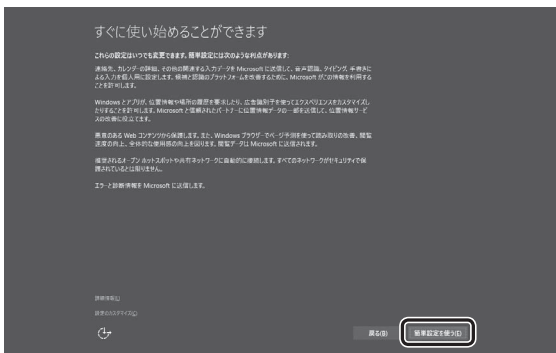 すぐに使い始めることができます
これらの設定はいつでも変更できます。簡単設定には次のような利点があります:
連絡先、カレンダーの詳細、その他の関連する入力データを Microsoft に送信して、音声認識、タイピング、手書きに
よる入力を個人用に設定します。候補と認識のプラットフォームを改善するために、Microsoft がこの情報を利用する
ことを許可します。
Windows とアプリが、位置情報や場所の履歴を要求したり、広告識別子を使ってエクスペリエンスをカスタマイズし
たりすることを許可します。Microsoft と信頼されたパートナーに位置情報データの一部を送信して、位置情報サービ
スの改善に役立てます。
悪意のある Web コンテンツから保護します。また、Windows ブラウザーでページ予測を使って読み取りの改善、閲覧
速度の向上、全体的な使用感の向上を図ります。閲覧データは Microsoft に送信されます。
推奨されるオープン ホットスポットや共有ネットワークに自動的に接続します。すべてのネットワークがセキュリティで保
護されているとは限りません。
エラーと診断情報を Microsoft に送信します。
詳細情報(L)
設定のカスタマイズ(C)
戻る(B)
簡単設定を使う(E)